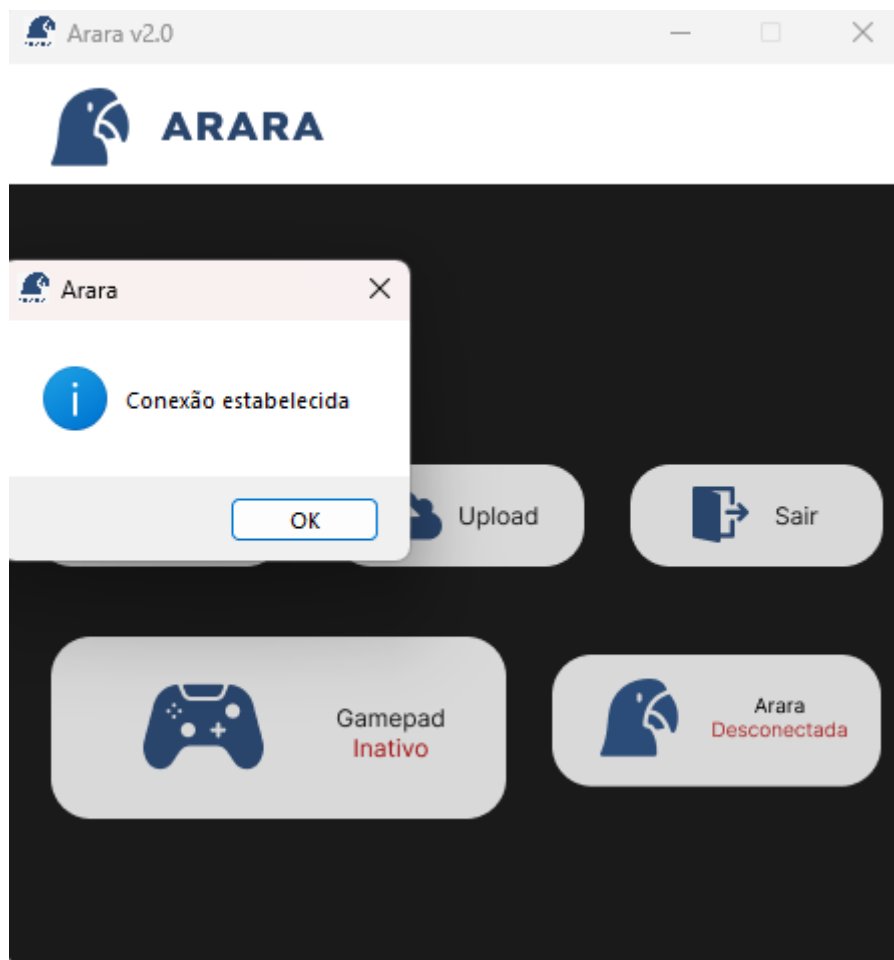 Arara v2.0
ARARA
Arara
Conexão estabelecida
OK
Upload
Sair
Gamepad
Inativo
Arara
Desconectada